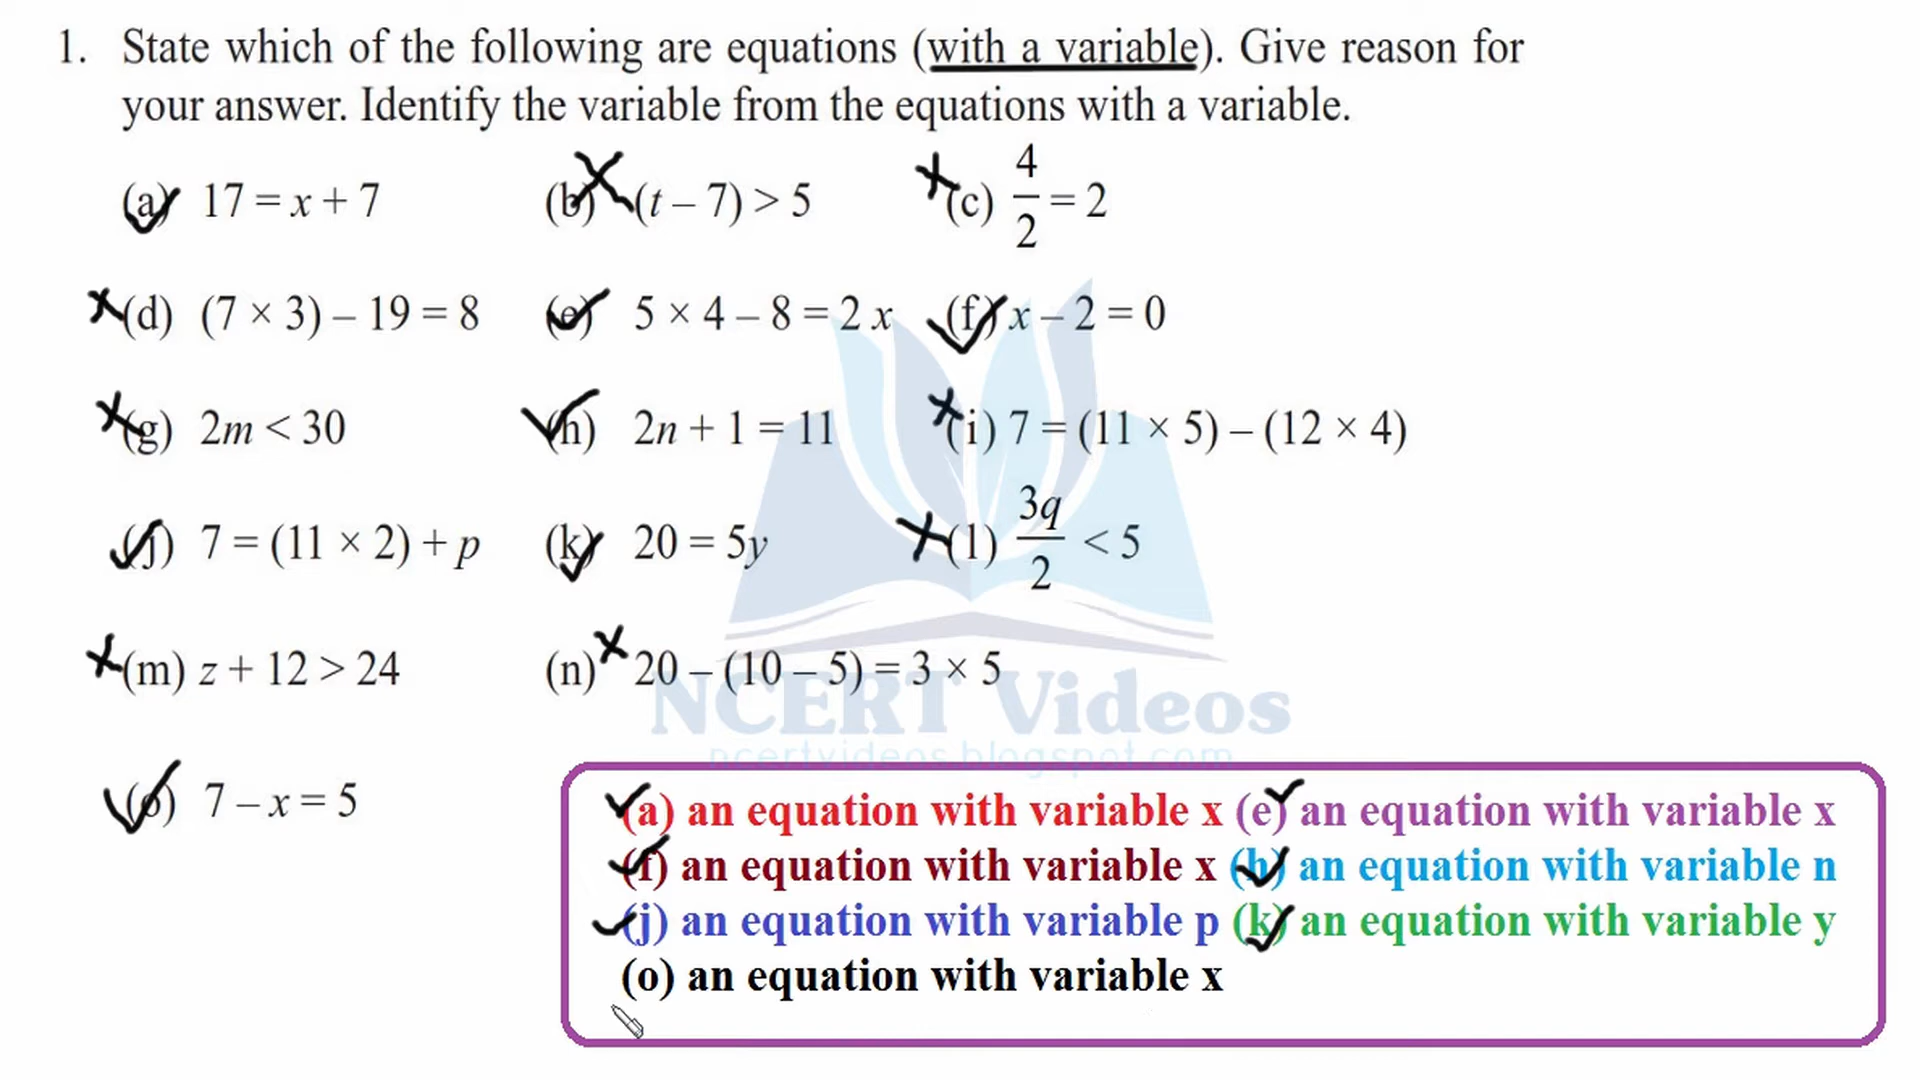 1. State which of the following are equations (with a variable). Give reason for
your answer. Identify the variable from the equations with a variable.
(a) 17 = x + 7 (b) (t – 7) > 5 (c) 4/2 = 2
(d) (7 × 3) – 19 = 8 (e) 5 × 4 – 8 = 2 x (f) x – 2 = 0
(g) 2m < 30 (h) 2n + 1 = 11 (i) 7 = (11 × 5) – (12 × 4)
(j) 7 = (11 × 2) + p (k) 20 = 5y (l) 3q/2 < 5
(m) z + 12 > 24 (n) 20 – (10 – 5) = 3 × 5
NCERT Videos
ncertvideos.blogspot.com
(o) 7 – x = 5
(a) an equation with variable x (e) an equation with variable x
(f) an equation with variable x (h) an equation with variable n
(j) an equation with variable p (k) an equation with variable y
(o) an equation with variable x